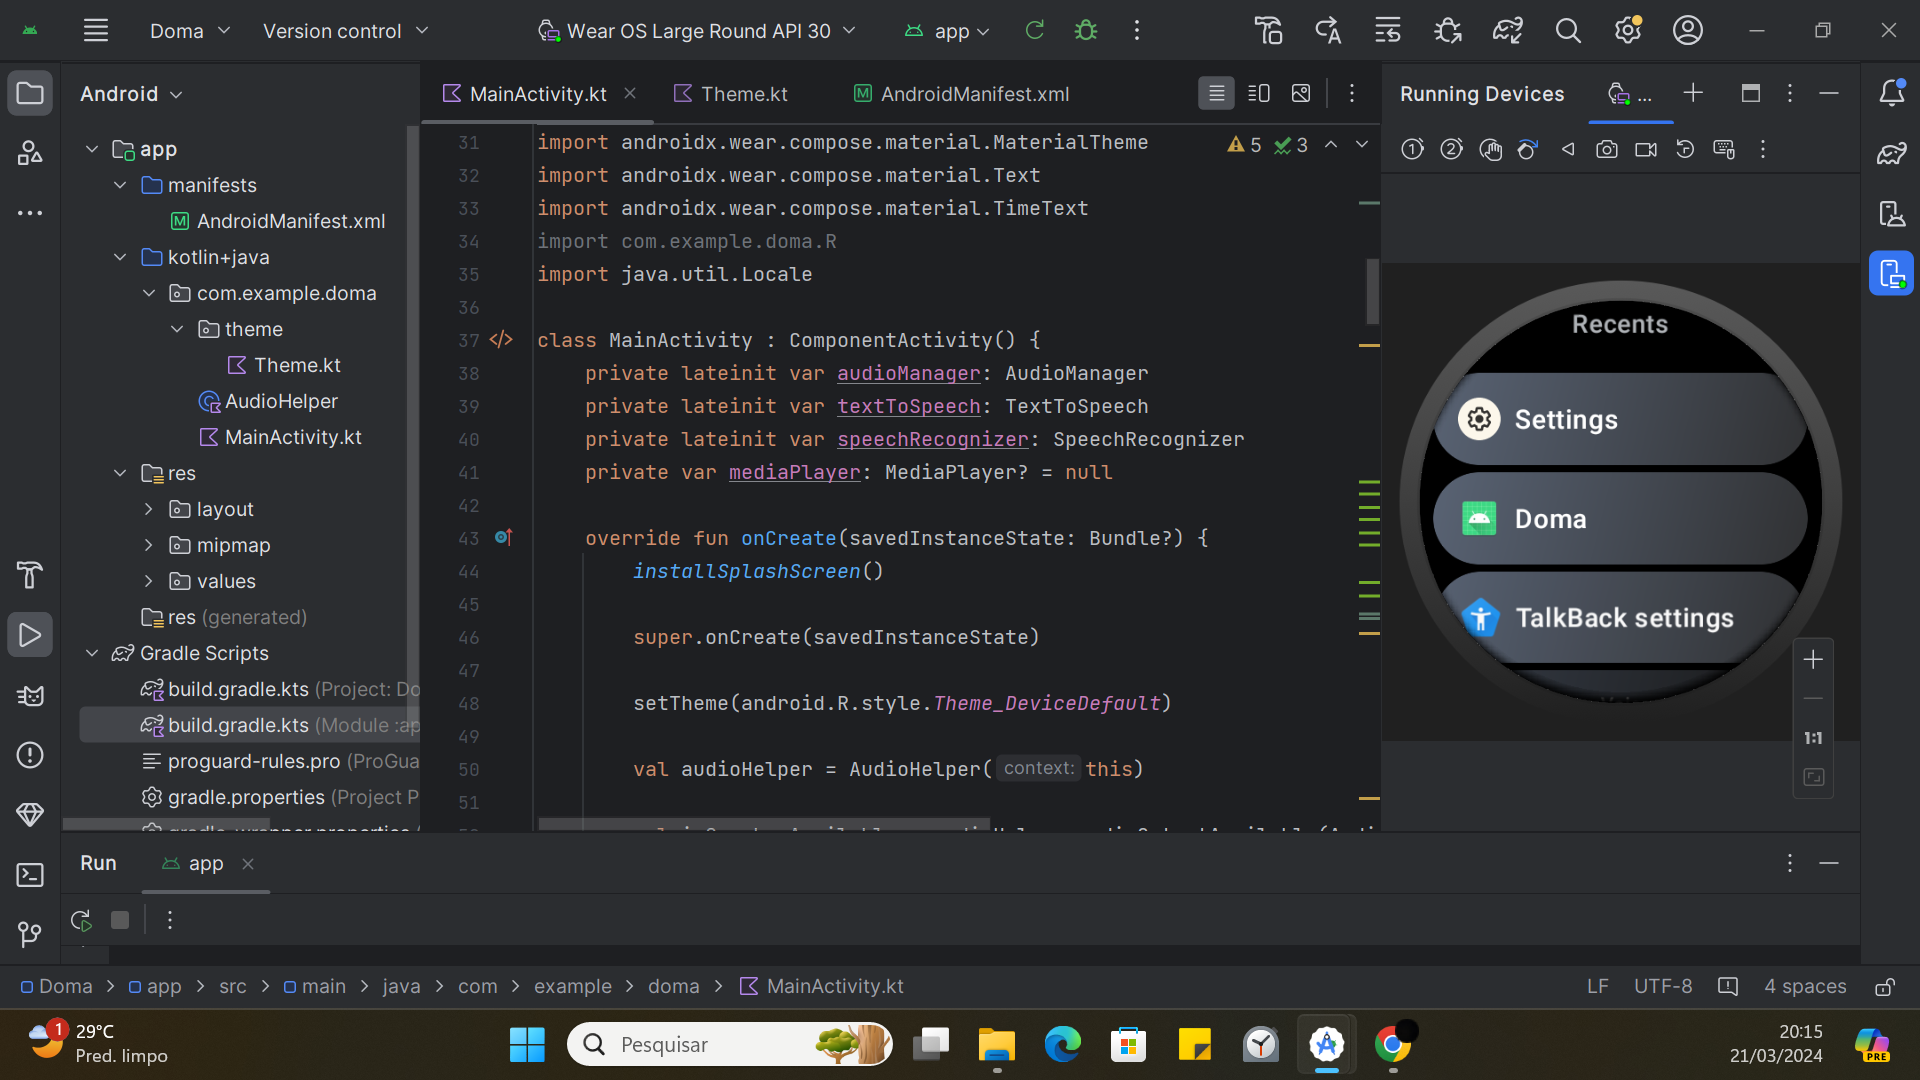 Doma
Version control
Wear OS Large Round API 30
app
Android
MainActivity.kt
Theme.kt
AndroidManifest.xml
Running Devices
...
app
manifests
AndroidManifest.xml
kotlin+java
com.example.doma
theme
Theme.kt
AudioHelper
MainActivity.kt
res
layout
mipmap
values
res (generated)
Gradle Scripts
build.gradle.kts (Project: Do
build.gradle.kts (Module :ap
proguard-rules.pro (ProGua
gradle.properties (Project P
5 3
31 import androidx.wear.compose.material.MaterialTheme
32 import androidx.wear.compose.material.Text
33 import androidx.wear.compose.material.TimeText
34 import com.example.doma.R
35 import java.util.Locale
36
37 class MainActivity : ComponentActivity() {
38 private lateinit var audioManager: AudioManager
39 private lateinit var textToSpeech: TextToSpeech
40 private lateinit var speechRecognizer: SpeechRecognizer
41 private var mediaPlayer: MediaPlayer? = null
42
43 override fun onCreate(savedInstanceState: Bundle?) {
44 installSplashScreen()
45
46 super.onCreate(savedInstanceState)
47
48 setTheme(android.R.style.Theme_DeviceDefault)
49
50 val audioHelper = AudioHelper( context: this)
51
Recents
Settings
Doma
TalkBack settings
1:1
Run
app
Doma > app > src > main > java > com > example > doma > MainActivity.kt
LF
UTF-8
4 spaces
1
29°C
Pred. limpo
Pesquisar
20:15
21/03/2024
PRE